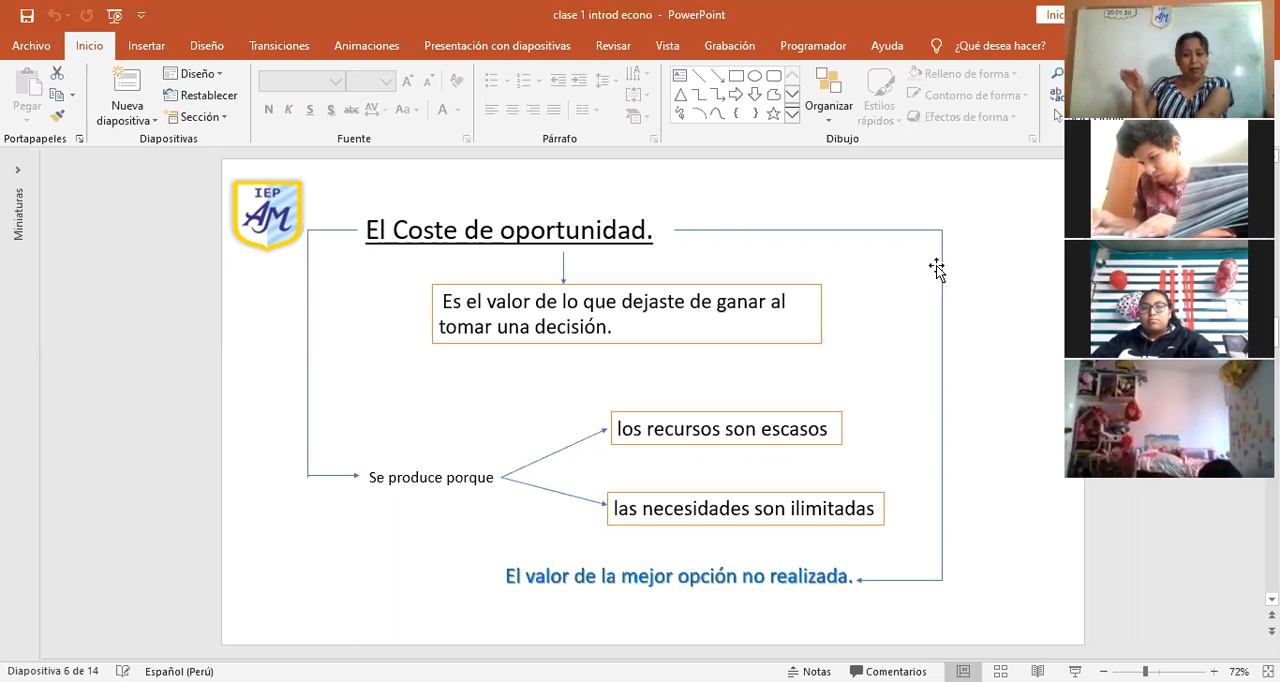 clase 1 introd econo - PowerPoint
Inic
Archivo
Inicio
Insertar
Diseño
Transiciones
Animaciones
Presentación con diapositivas
Revisar
Vista
Grabación
Programador
Ayuda
¿Qué desea hacer?
Pegar
Nueva
diapositiva
Diseño
Restablecer
Sección
N K S S abc AV Aa A
Organizar
Estilos
rápidos
Relleno de forma
Contorno de forma
Efectos de forma
Portapapeles
Diapositivas
Fuente
Párrafo
Dibujo
Miniaturas
IEP
AM
El Coste de oportunidad.
Es el valor de lo que dejaste de ganar al
tomar una decisión.
los recursos son escasos
Se produce porque
las necesidades son ilimitadas
El valor de la mejor opción no realizada.
Diapositiva 6 de 14
Español (Perú)
Notas
Comentarios
72%